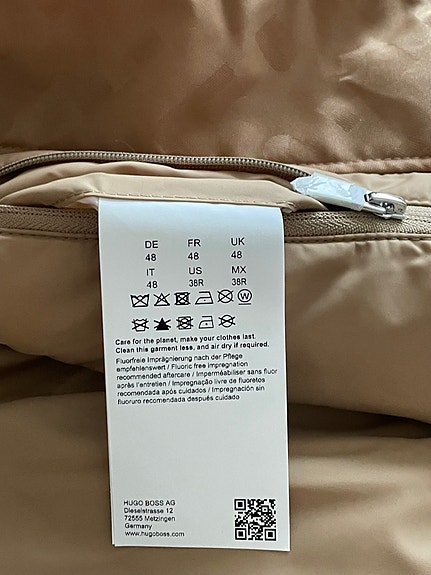 DE FR UK
48 48 48
IT US MX
48 38R 38R
W
Care for the planet, make your clothes last.
Clean this garment less, and air dry if required.
Fluorfreie Imprägnierung nach der Pflege
empfehlenswert / Fluoric free impregnation
recommended aftercare / Imperméabiliser sans fluor
après l'entretien / Impregnação livre de fluoretos
recomendada após cuidados / Impregnación sin
fluoruro recomendada después cuidado
HUGO BOSS AG
Dieselstrasse 12
72555 Metzingen
Germany
www.hugoboss.com